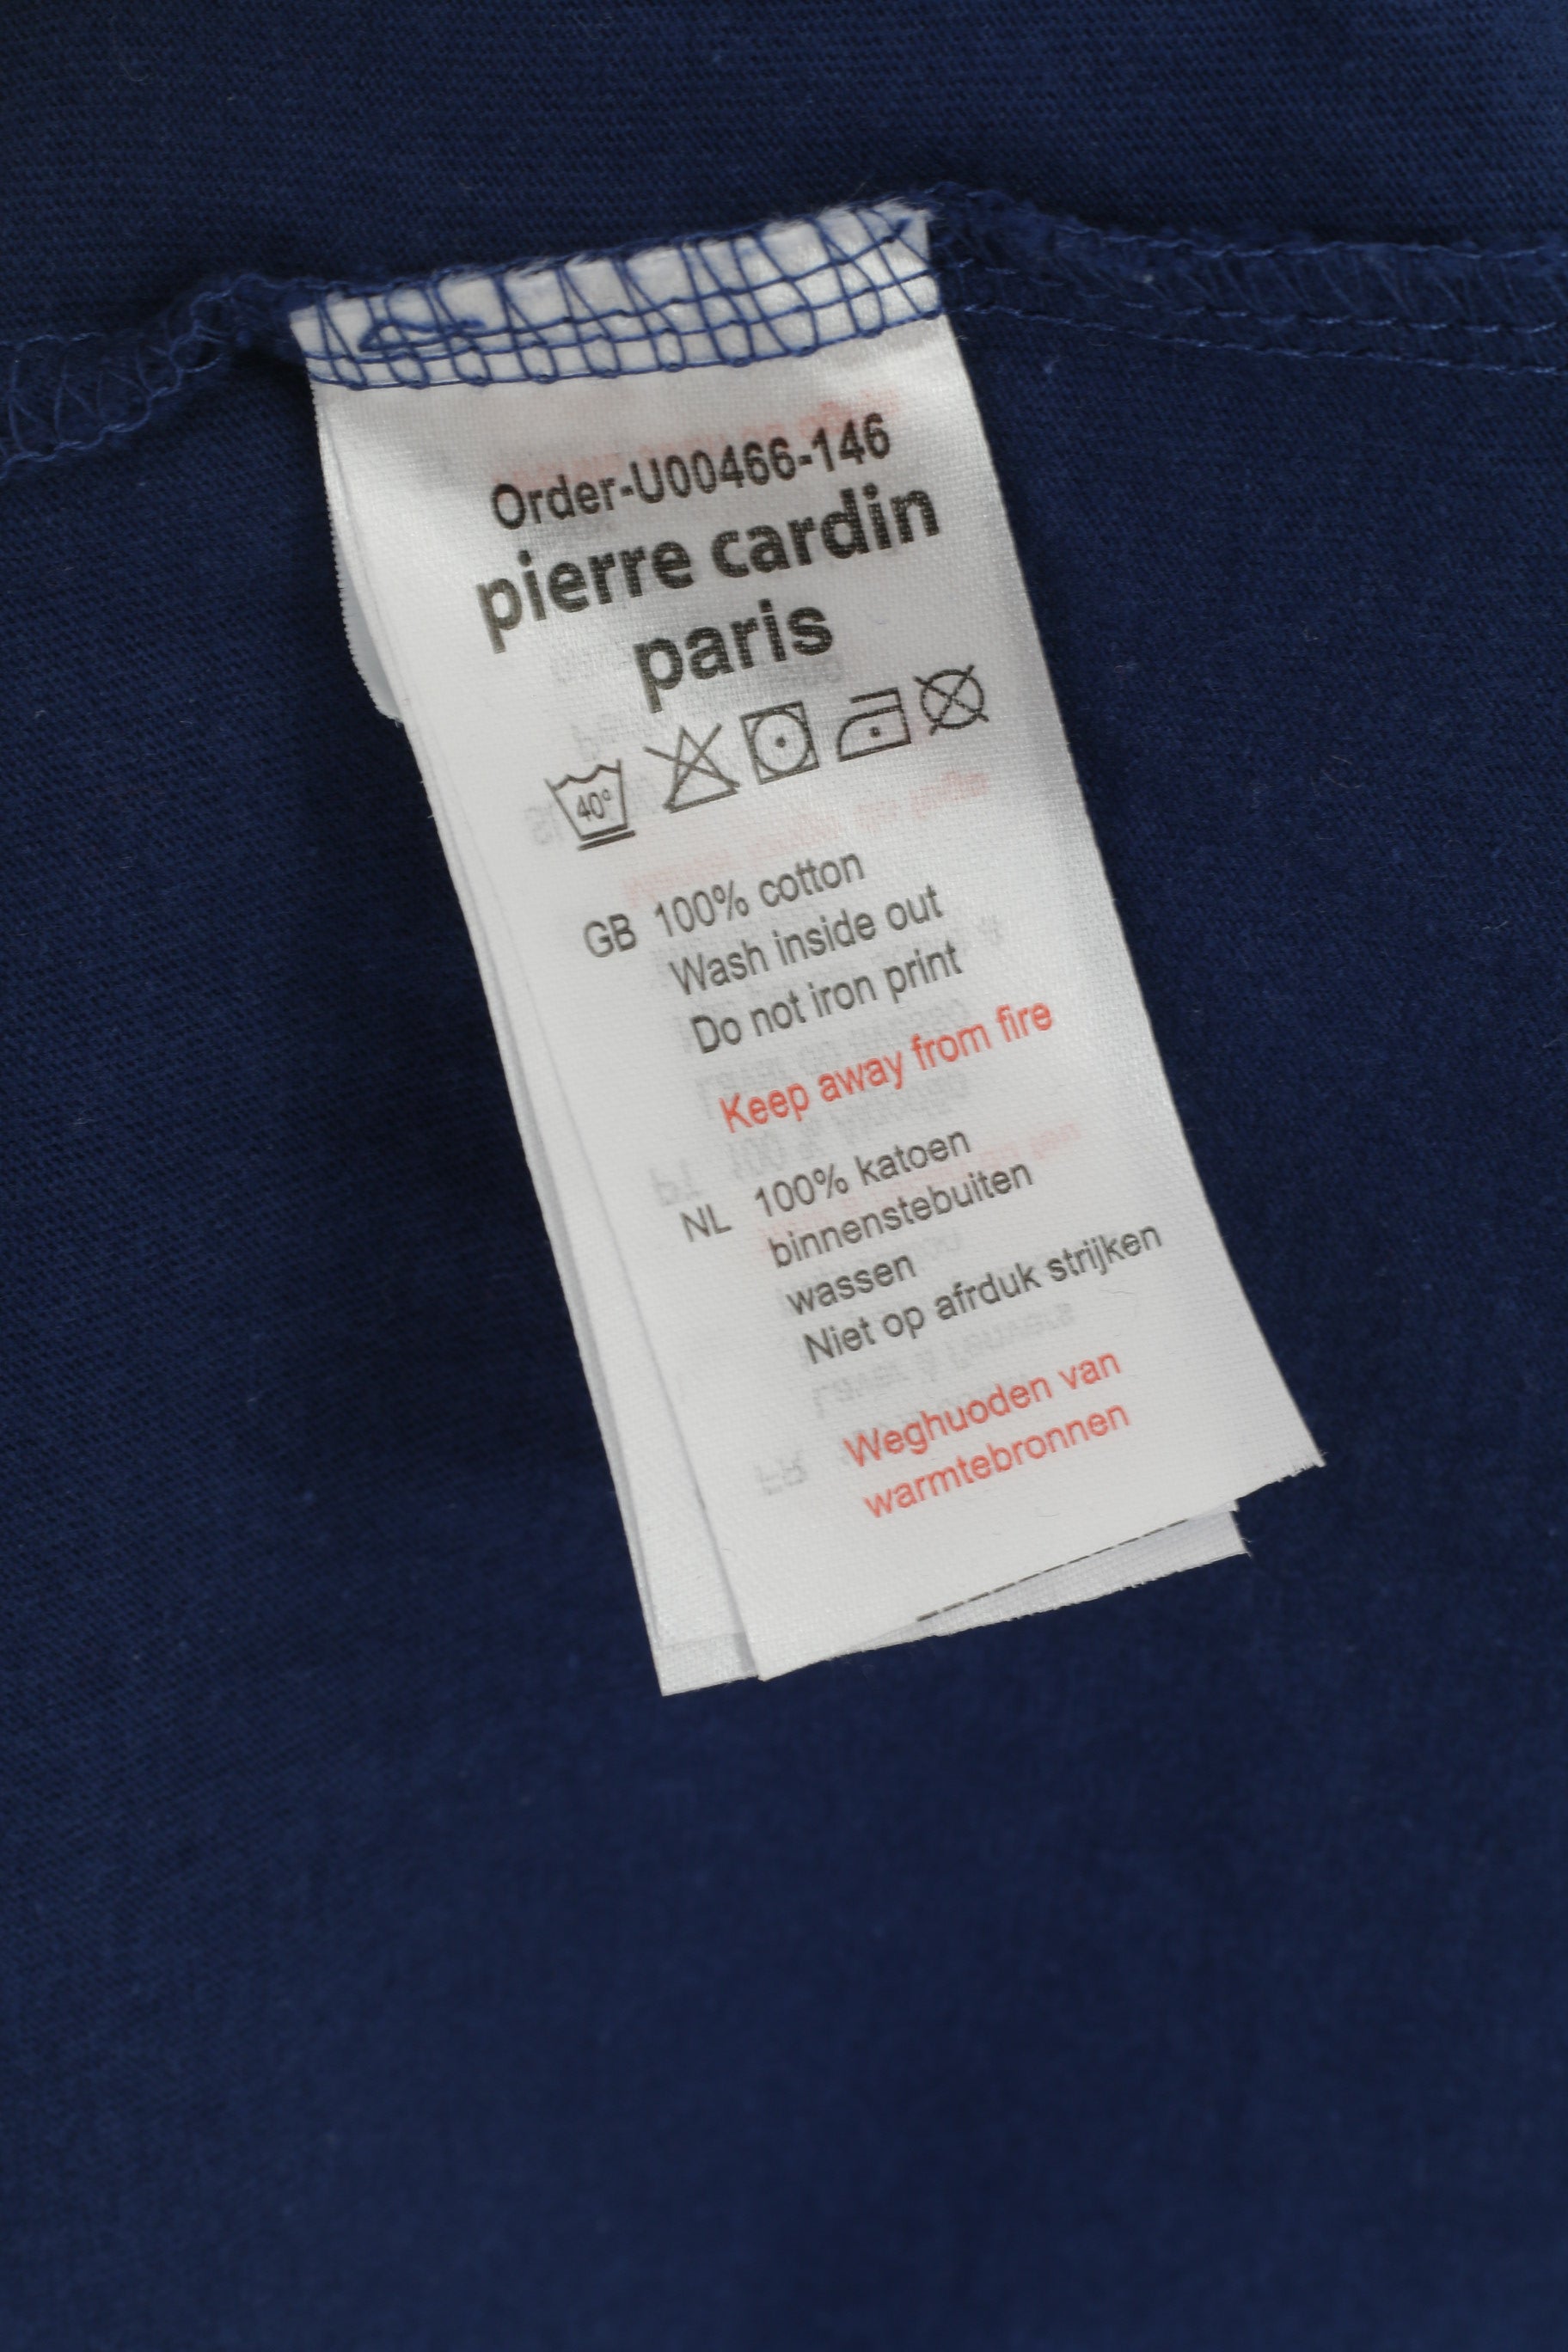 Order-U00466-146
pierre cardin
paris
40°
GB 100% cotton
Wash inside out
Do not iron print
Keep away from fire
NL 100% katoen
binnenstebuiten
wassen
Niet op afrduk strijken
Weghuoden van
warmtebronnen